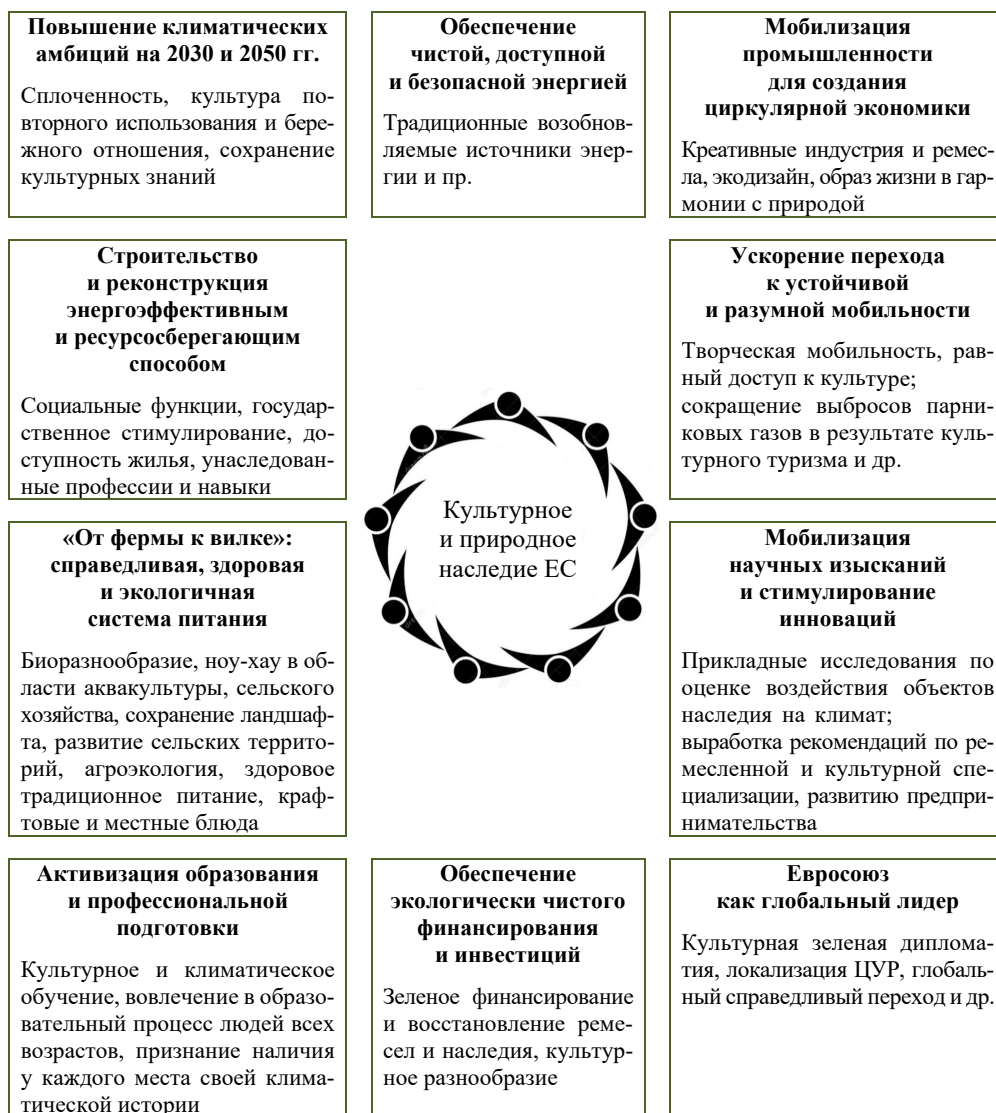 Повышение климатических
амбиций на 2030 и 2050 гг.
Сплоченность, культура по-
вторного использования и бере-
жного отношения, сохранение
культурных знаний
Обеспечение
чистой, доступной
и безопасной энергией
Традиционные возобнов-
ляемые источники энер-
гии и пр.
Мобилизация
промышленности
для создания
циркулярной экономики
Креативные индустрия и ремес-
ла, экодизайн, образ жизни в гар-
монии с природой
Строительство
и реконструкция
энергоэффективным
и ресурсосберегающим
способом
Социальные функции, государ-
ственное стимулирование, до-
ступность жилья, унаследован-
ные профессии и навыки
Культурное
и природное
наследие ЕС
Ускорение перехода
к устойчивой
и разумной мобильности
Творческая мобильность, рав-
ный доступ к культуре;
сокращение выбросов парни-
ковых газов в результате куль-
турного туризма и др.
«От фермы к вилке»:
справедливая, здоровая
и экологичная
система питания
Биоразнообразие, ноу-хау в об-
ласти аквакультуры, сельского
хозяйства, сохранение ландшаф-
та, развитие сельских террито-
рий, агроэкология, здоровое
традиционное питание, краф-
товые и местные блюда
Мобилизация
научных изысканий
и стимулирование
инноваций
Прикладные исследования по
оценке воздействия объектов
наследия на климат;
выработка рекомендаций по ре-
месленной и культурной спе-
циализации, развитию предпри-
нимательства
Активизация образования
и профессиональной
подготовки
Культурное и климатическое
обучение, вовлечение в образо-
вательный процесс людей всех
возрастов, признание наличия
у каждого места своей клима-
тической истории
Обеспечение
экологически чистого
финансирования
и инвестиций
Зеленое финансирование
и восстановление реме-
сел и наследия, культур-
ное разнообразие
Евросоюз
как глобальный лидер
Культурная зеленая диплома-
тия, локализация ЦУР, глобаль-
ный справедливый переход и др.